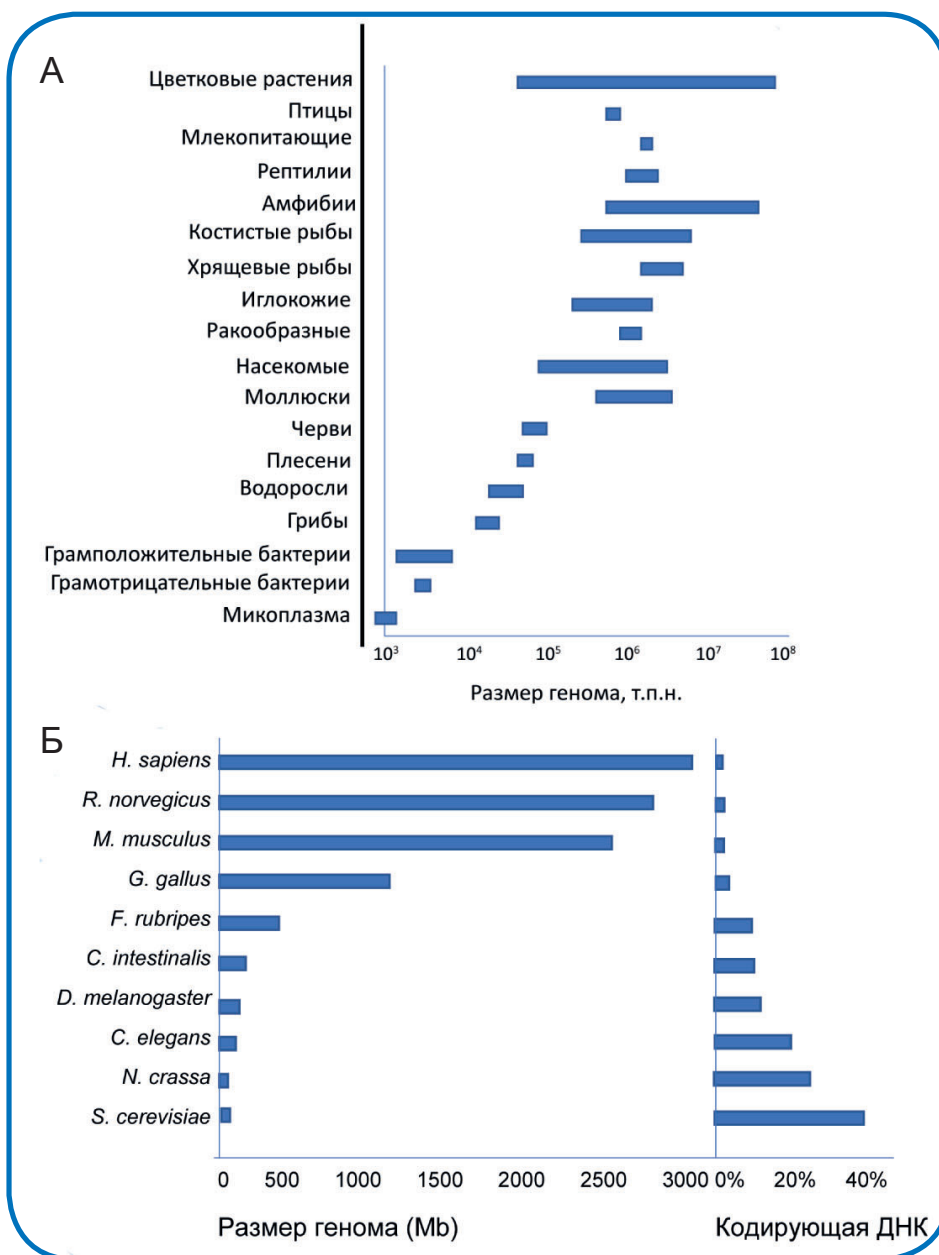 А
Цветковые растения
Птицы
Млекопитающие
Рептилии
Амфибии
Костистые рыбы
Хрящевые рыбы
Иглокожие
Ракообразные
Насекомые
Моллюски
Черви
Плесени
Водоросли
Грибы
Грамположительные бактерии
Грамотрицательные бактерии
Микоплазма
10³ 10⁴ 10⁵ 10⁶ 10⁷ 10⁸
Размер генома, т.п.н.
Б
H. sapiens
R. norvegicus
M. musculus
G. gallus
F. rubripes
C. intestinalis
D. melanogaster
C. elegans
N. crassa
S. cerevisiae
0 500 1000 1500 2000 2500 3000 0% 20% 40%
Размер генома (Mb) Кодирующая ДНК